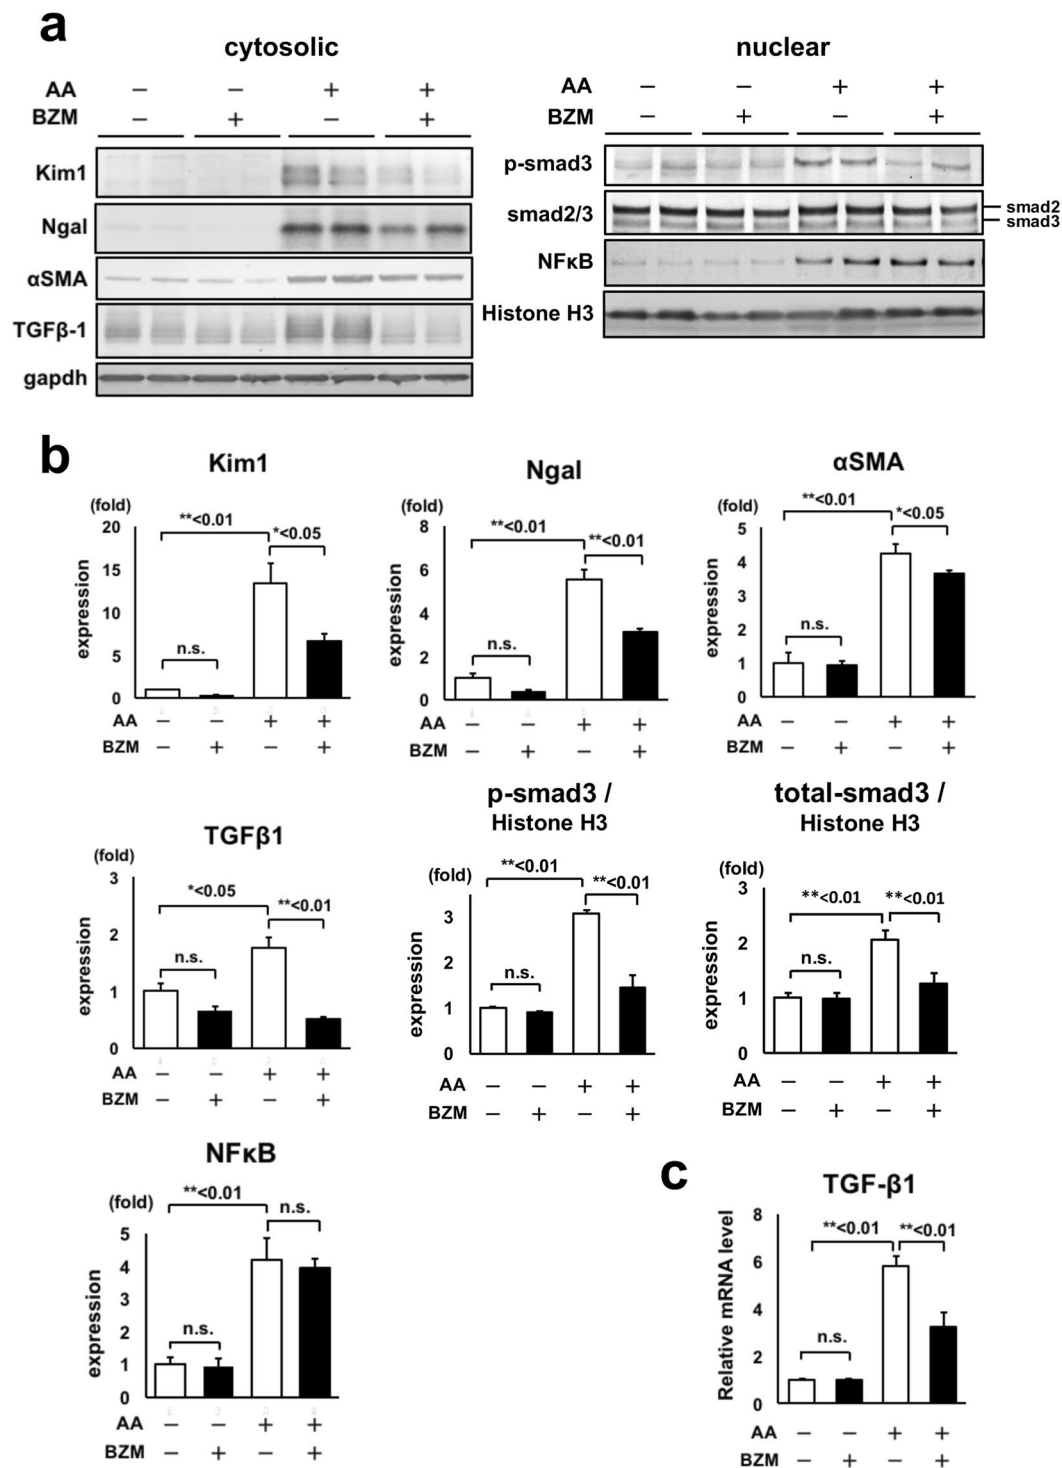 a
cytosolic
AA − − + +
BZM − + − +
Kim1
Ngal
αSMA
TGFβ-1
gapdh
nuclear
AA − − + +
BZM − + − +
p-smad3
smad2/3
smad2
smad3
NFκB
Histone H3
b
Kim1
(fold)
expression
20
15
10
5
0
**<0.01
*<0.05
n.s.
AA − − + +
BZM − + − +
Ngal
(fold)
expression
8
6
4
2
0
**<0.01
**<0.01
n.s.
AA − − + +
BZM − + − +
αSMA
(fold)
expression
5
4
3
2
1
0
**<0.01
*<0.05
n.s.
AA − − + +
BZM − + − +
TGFβ1
(fold)
expression
3
2
1
0
*<0.05
**<0.01
n.s.
AA − − + +
BZM − + − +
p-smad3 /
Histone H3
(fold)
expression
3
2
1
0
**<0.01
**<0.01
n.s.
AA − − + +
BZM − + − +
total-smad3 /
Histone H3
(fold)
expression
3
2
1
0
**<0.01
**<0.01
n.s.
AA − − + +
BZM − + − +
NFκB
(fold)
expression
5
4
3
2
1
0
**<0.01
n.s.
n.s.
AA − − + +
BZM − + − +
c
TGF-β1
Relative mRNA level
8
6
4
2
0
**<0.01
**<0.01
n.s.
AA − − + +
BZM − + − +